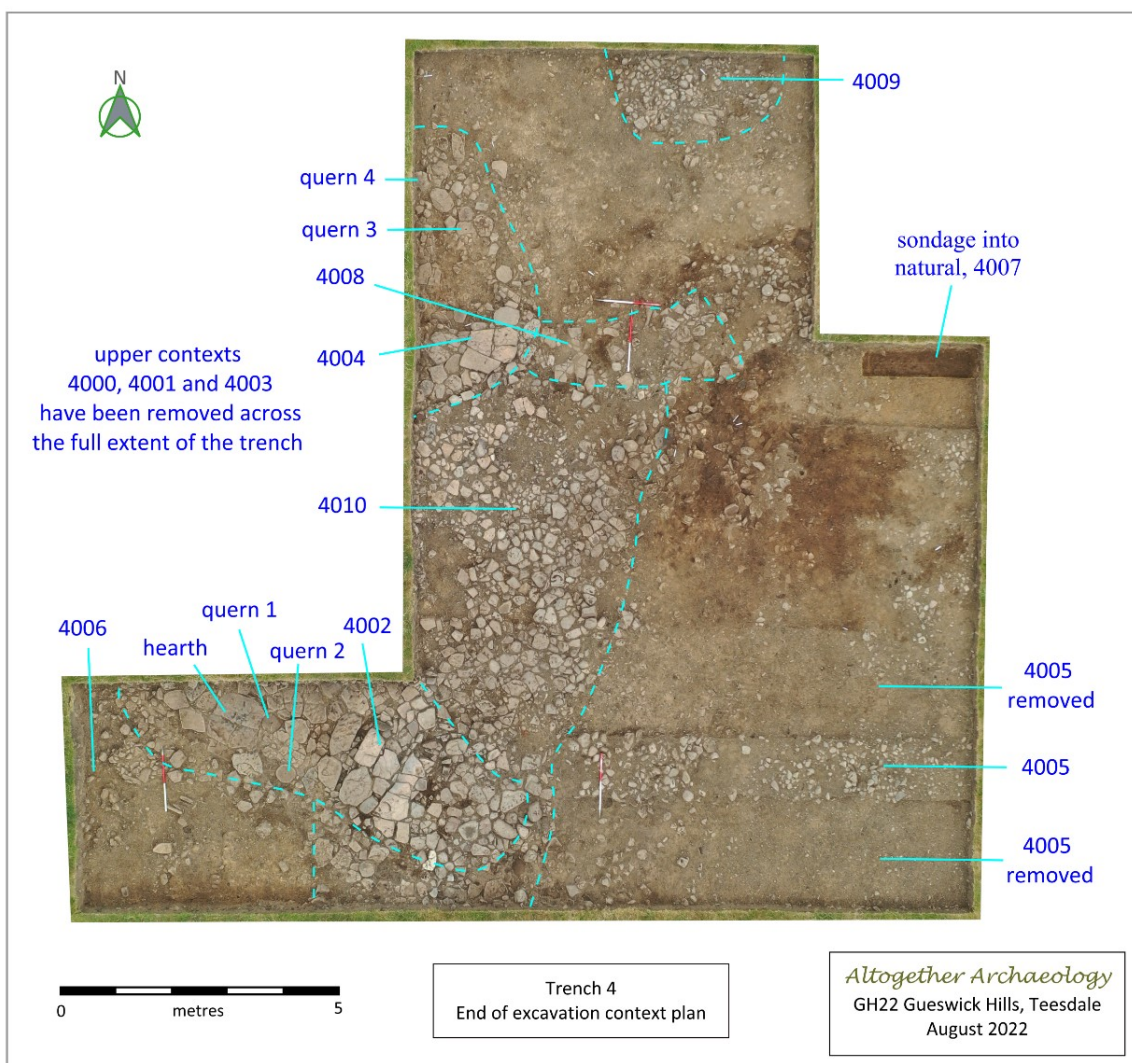 N
4009
quern 4
quern 3
sondage into
natural, 4007
4008
4004
upper contexts
4000, 4001 and 4003
have been removed across
the full extent of the trench
4010
quern 1
4006
hearth
quern 2
4002
4005
removed
4005
4005
removed
0
metres
5
Trench 4
End of excavation context plan
Altogether Archaeology
GH22 Gueswick Hills, Teesdale
August 2022